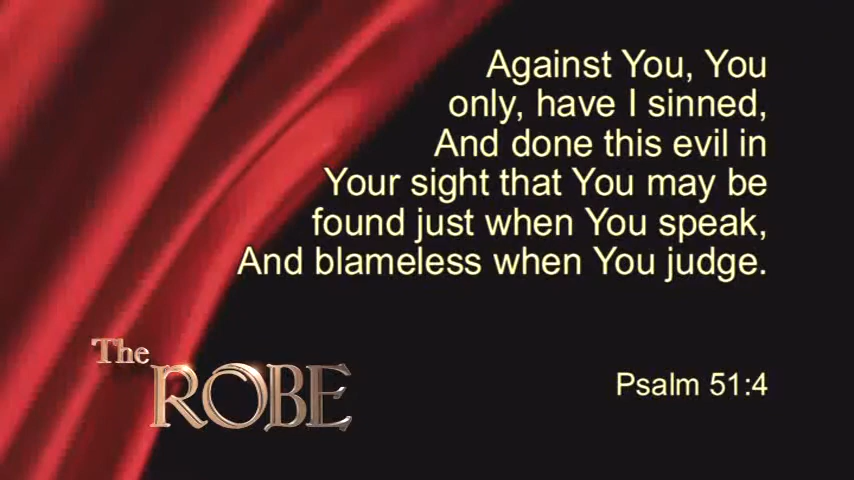 Against You, You
only, have I sinned,
And done this evil in
Your sight that You may be
found just when You speak,
And blameless when You judge.
The
ROBE
Psalm 51:4